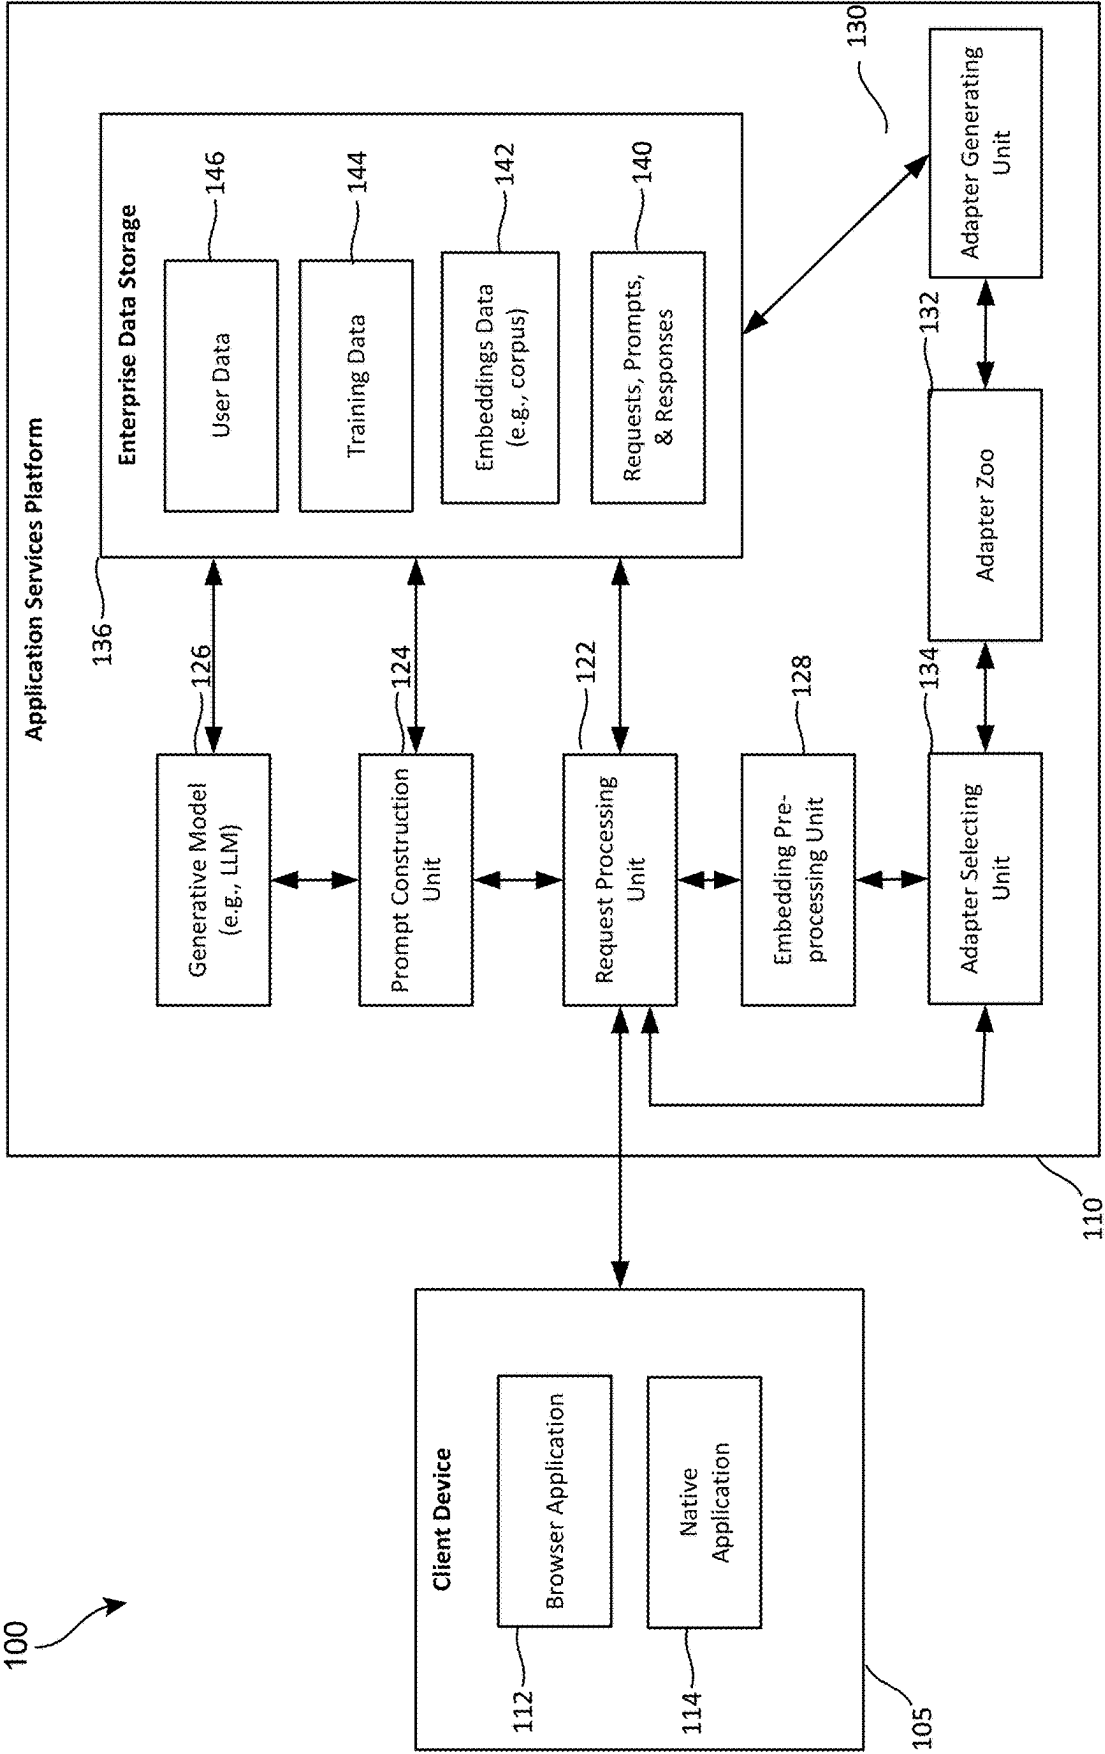 100
Application Services Platform
110
Client Device
105
Browser Application
112
Native
Application
114
Generative Model
(e.g., LLM)
126
Prompt Construction
Unit
124
Request Processing
Unit
122
Embedding Pre-
processing Unit
128
Adapter Selecting
Unit
134
Adapter Zoo
132
Adapter Generating
Unit
130
Enterprise Data Storage
136
User Data
146
Training Data
144
Embeddings Data
(e.g., corpus)
142
Requests, Prompts,
& Responses
140